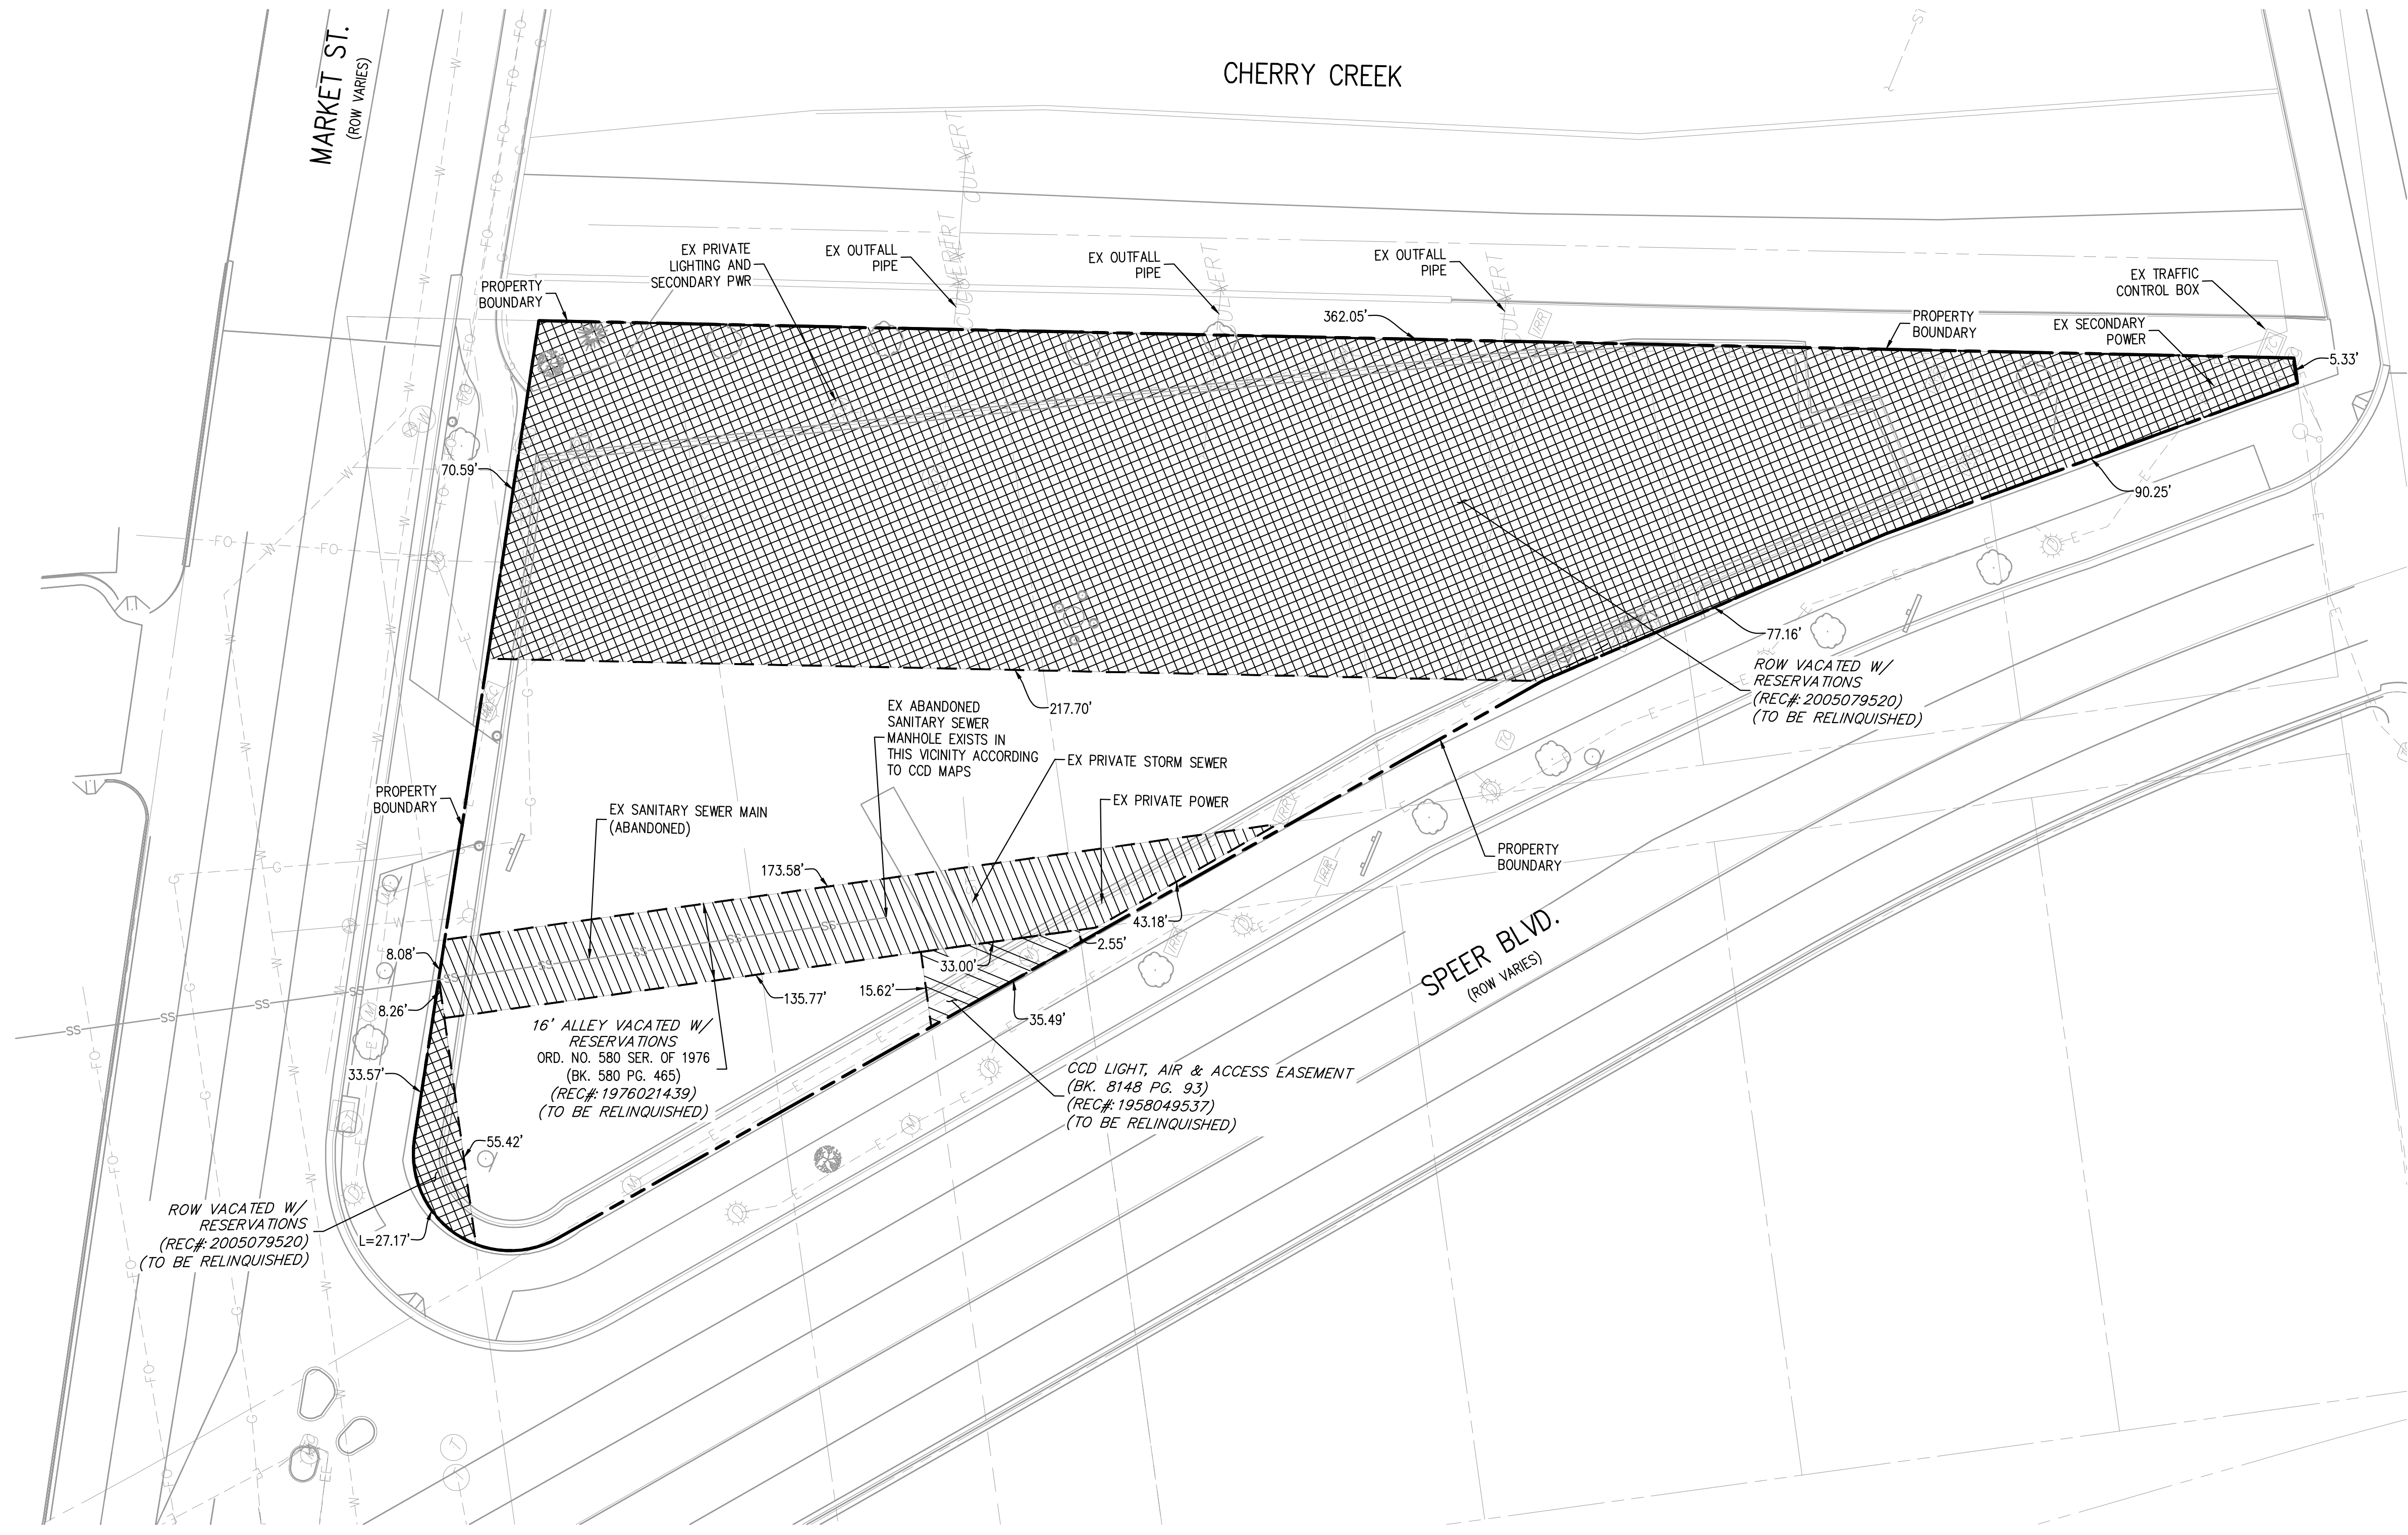 MARKET ST.
(ROW VARIES)
CHERRY CREEK
CULVERT
EX PRIVATE
LIGHTING AND
SECONDARY PWR
EX OUTFALL
PIPE
EX OUTFALL
PIPE
CULVERT
EX OUTFALL
PIPE
CULVERT
EX TRAFFIC
CONTROL BOX
PROPERTY
BOUNDARY
362.05'
IRR
PROPERTY
BOUNDARY
EX SECONDARY
POWER
5.33'
70.59'
90.25'
77.16'
ROW VACATED W/
RESERVATIONS
(REC#: 2005079520)
(TO BE RELINQUISHED)
217.70'
EX ABANDONED
SANITARY SEWER
MANHOLE EXISTS IN
THIS VICINITY ACCORDING
TO CCD MAPS
EX PRIVATE STORM SEWER
EX PRIVATE POWER
PROPERTY
BOUNDARY
EX SANITARY SEWER MAIN
(ABANDONED)
PROPERTY
BOUNDARY
173.58'
43.18'
2.55'
33.00'
8.08'
8.26'
135.77'
15.62'
35.49'
SPEER BLVD.
(ROW VARIES)
16' ALLEY VACATED W/
RESERVATIONS
ORD. NO. 580 SER. OF 1976
(BK. 580 PG. 465)
(REC#: 1976021439)
(TO BE RELINQUISHED)
CCD LIGHT, AIR & ACCESS EASEMENT
(BK. 8148 PG. 93)
(REC#: 1958049537)
(TO BE RELINQUISHED)
33.57'
55.42'
ROW VACATED W/
RESERVATIONS
(REC#: 2005079520)
(TO BE RELINQUISHED)
L=27.17'